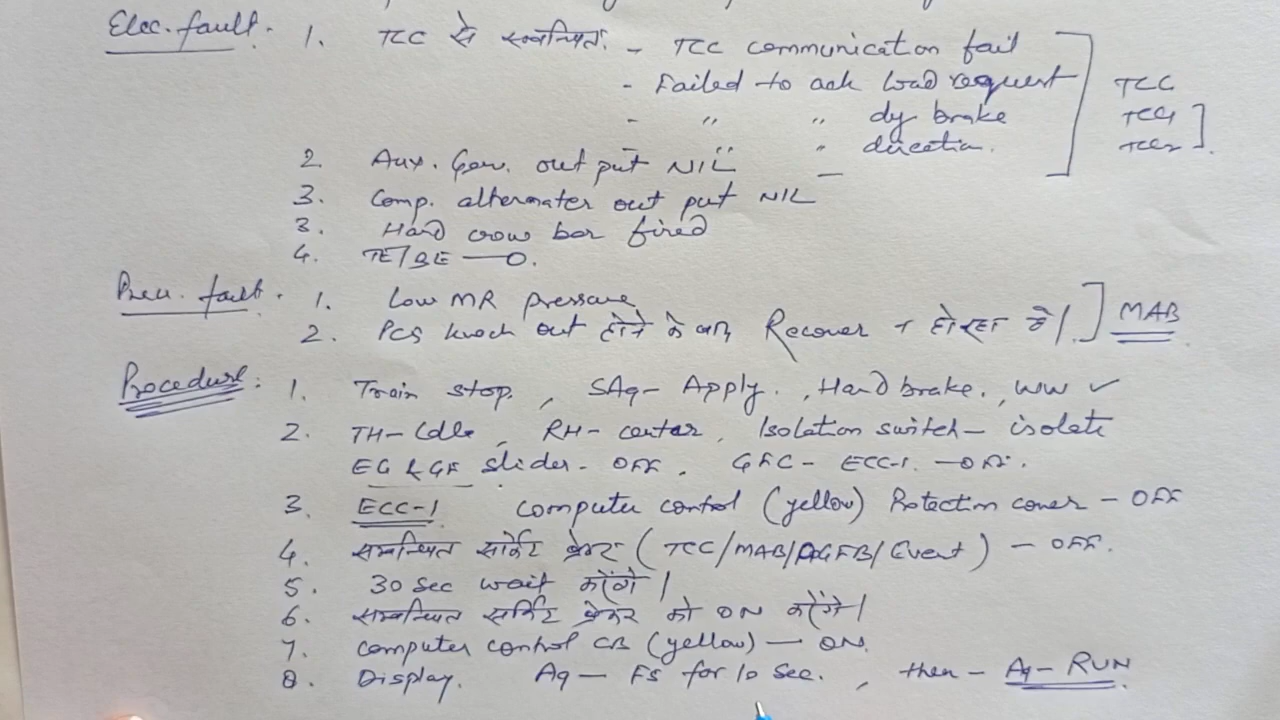 Elec. fault. 1. TCC से सम्बन्धित. - TCC communication fail
- Failed to ack load request TCC
- " " dy brake TCC1
" " direction. TCC2
2. Aux. Gen. out put NIL
3. Comp. alternater out put NIL
3. Hard crow bar fired
4. TE/BE — 0.
Pneu. fault. 1. Low MR pressure
2. PCS knock out होने के बाद Recover न हो रहा हो। MAB
Procedure: 1. Train stop, SA9- Apply., Hand brake., WW ✓
2. TH- Idle, RH- center, Isolation switch- isolate
EC & GF slider- OFF. GFC- ECC-1. —OFF.
3. ECC-1 computer control (yellow) Protection cover - OFF
4. सम्बन्धित सर्किट ब्रेकर (TCC/MAB/AGFB/Event) - OFF.
5. 30 sec wait करेंगे।
6. सम्बन्धित सर्किट ब्रेकर को ON करेंगे।
7. computer control CB (yellow) — ON.
8. Display. A9 — FS for 10 sec., then - A9- RUN